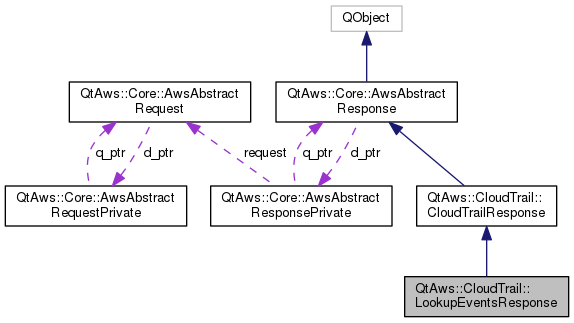 QObject
QtAws::Core::AwsAbstract
Request
QtAws::Core::AwsAbstract
Response
q_ptr
d_ptr
request
q_ptr
d_ptr
QtAws::Core::AwsAbstract
RequestPrivate
QtAws::Core::AwsAbstract
ResponsePrivate
QtAws::CloudTrail::
CloudTrailResponse
QtAws::CloudTrail::
LookupEventsResponse